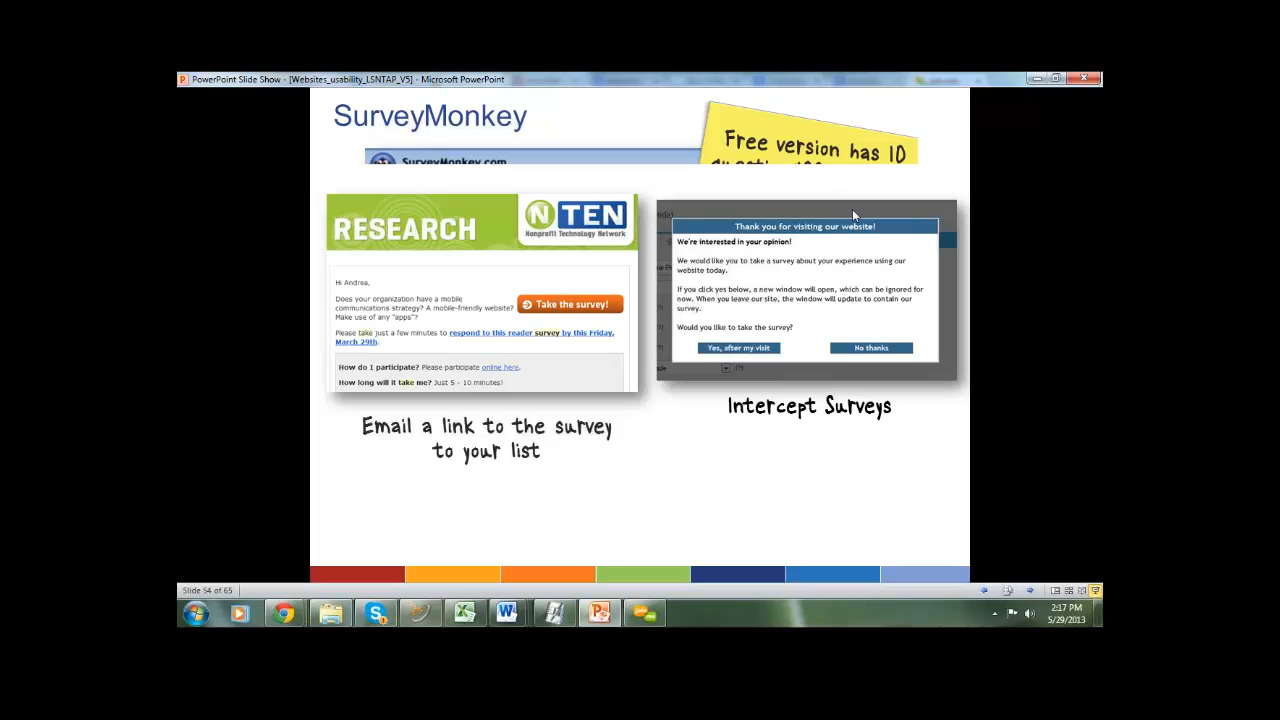 PowerPoint Slide Show - [Websites_usability_LSNTAP_V5] - Microsoft PowerPoint
SurveyMonkey
SurveyMonkey.com
Free version has 10
RESEARCH
NTEN
Nonprofit Technology Network
Hi Andrea,
Does your organization have a mobile
communications strategy? A mobile-friendly website?
Make use of any "apps"?
Take the survey!
Please take just a few minutes to respond to this reader survey by this Friday,
March 29th.
How do I participate? Please participate online here.
How long will it take me? Just 5 - 10 minutes!
Email a link to the survey
to your list
Thank you for visiting our website!
We're interested in your opinion!
We would like you to take a survey about your experience using our
website today.
If you click yes below, a new window will open, which can be ignored for
now. When you leave our site, the window will update to contain our
survey.
Would you like to take the survey?
Yes, after my visit
No thanks
Intercept Surveys
Slide 54 of 65
2:17 PM
5/29/2013